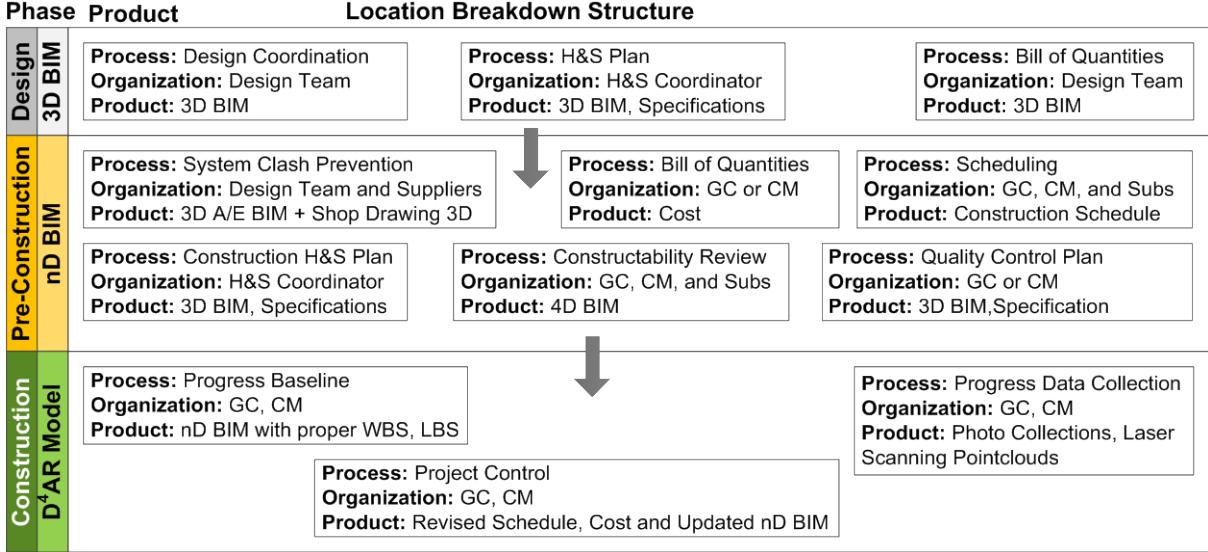 Phase Product Location Breakdown Structure
Design
3D BIM
Process: Design Coordination
Organization: Design Team
Product: 3D BIM
Process: H&S Plan
Organization: H&S Coordinator
Product: 3D BIM, Specifications
Process: Bill of Quantities
Organization: Design Team
Product: 3D BIM
Pre-Construction
nD BIM
Process: System Clash Prevention
Organization: Design Team and Suppliers
Product: 3D A/E BIM + Shop Drawing 3D
Process: Bill of Quantities
Organization: GC or CM
Product: Cost
Process: Scheduling
Organization: GC, CM, and Subs
Product: Construction Schedule
Process: Construction H&S Plan
Organization: H&S Coordinator
Product: 3D BIM, Specifications
Process: Constructability Review
Organization: GC, CM, and Subs
Product: 4D BIM
Process: Quality Control Plan
Organization: GC or CM
Product: 3D BIM,Specification
Construction
D⁴AR Model
Process: Progress Baseline
Organization: GC, CM
Product: nD BIM with proper WBS, LBS
Process: Progress Data Collection
Organization: GC, CM
Product: Photo Collections, Laser
Scanning Pointclouds
Process: Project Control
Organization: GC, CM
Product: Revised Schedule, Cost and Updated nD BIM